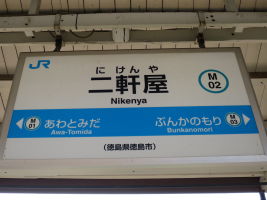 JR
にけんや
二軒屋
Nikenya
M
02
M
01
あわとみだ
Awa-Tomida
ぶんかのもり
Bunkanomori
M
03
(徳島県徳島市)